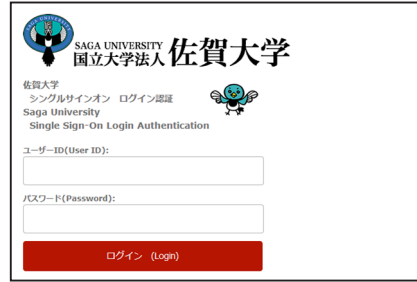 SAGA UNIVERSITY
国立大学法人 佐賀大学
佐賀大学
シングルサインオン ログイン認証
Saga University
Single Sign-On Login Authentication
ユーザーID(User ID):
パスワード(Password):
ログイン (Login)